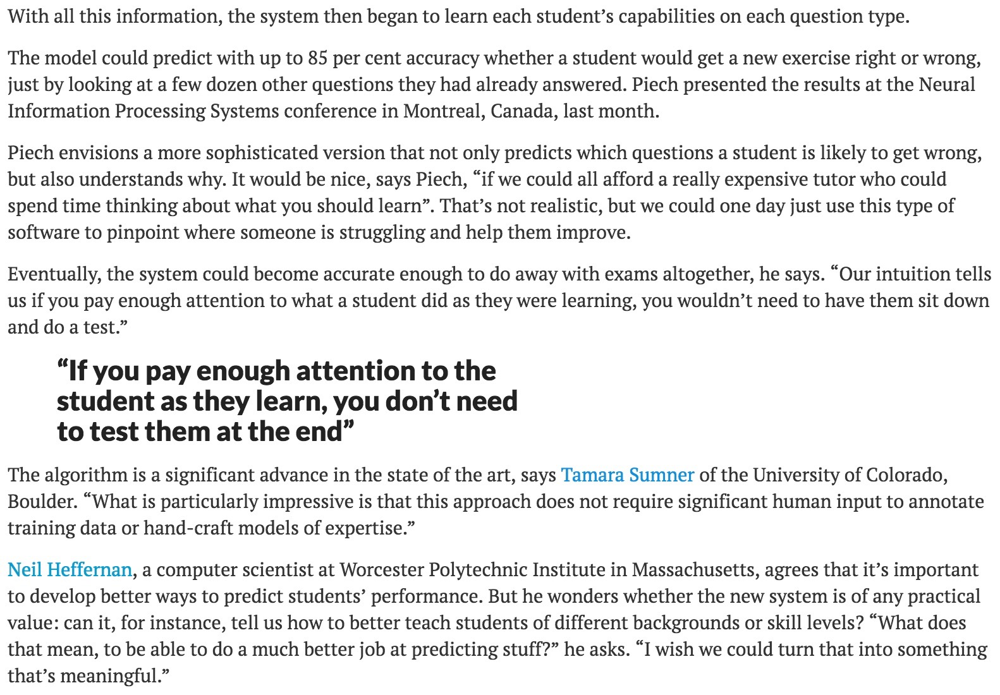 With all this information, the system then began to learn each student’s capabilities on each question type.
The model could predict with up to 85 per cent accuracy whether a student would get a new exercise right or wrong,
just by looking at a few dozen other questions they had already answered. Piech presented the results at the Neural
Information Processing Systems conference in Montreal, Canada, last month.
Piech envisions a more sophisticated version that not only predicts which questions a student is likely to get wrong,
but also understands why. It would be nice, says Piech, “if we could all afford a really expensive tutor who could
spend time thinking about what you should learn”. That’s not realistic, but we could one day just use this type of
software to pinpoint where someone is struggling and help them improve.
Eventually, the system could become accurate enough to do away with exams altogether, he says. “Our intuition tells
us if you pay enough attention to what a student did as they were learning, you wouldn’t need to have them sit down
and do a test.”
“If you pay enough attention to the
student as they learn, you don’t need
to test them at the end”
The algorithm is a significant advance in the state of the art, says Tamara Sumner of the University of Colorado,
Boulder. “What is particularly impressive is that this approach does not require significant human input to annotate
training data or hand-craft models of expertise.”
Neil Heffernan, a computer scientist at Worcester Polytechnic Institute in Massachusetts, agrees that it’s important
to develop better ways to predict students’ performance. But he wonders whether the new system is of any practical
value: can it, for instance, tell us how to better teach students of different backgrounds or skill levels? “What does
that mean, to be able to do a much better job at predicting stuff?” he asks. “I wish we could turn that into something
that’s meaningful.”